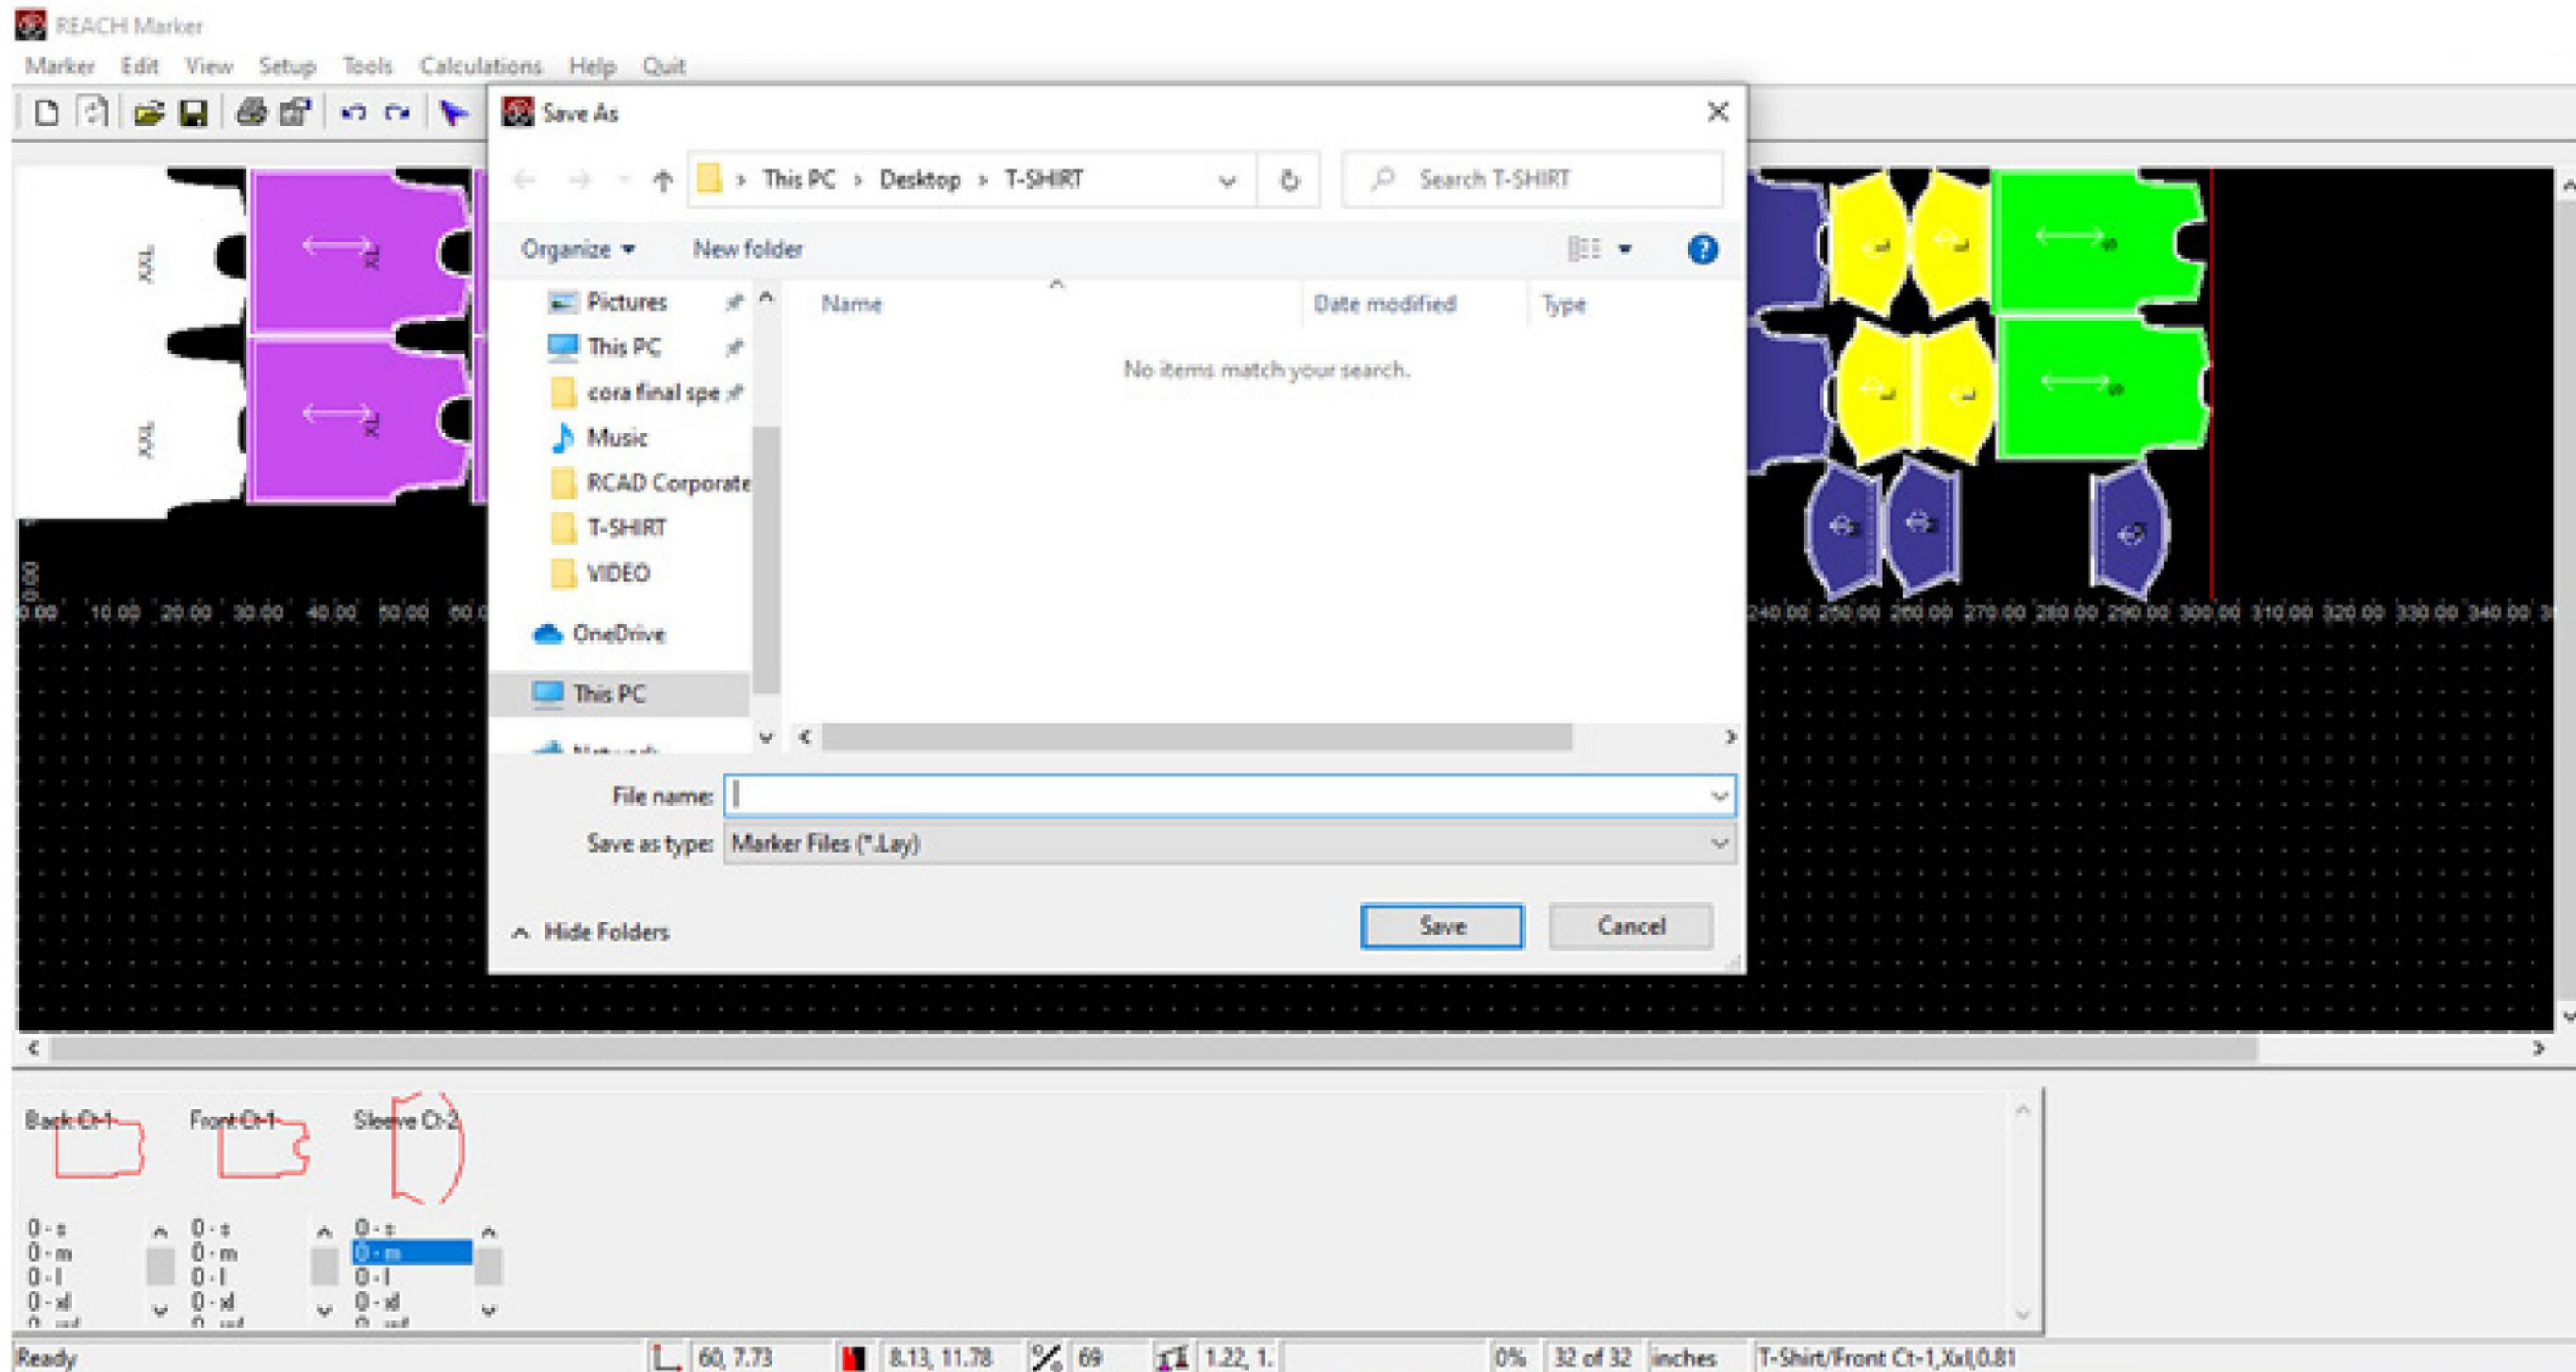 REACH Marker
Marker Edit View Setup Tools Calculations Help Quit
Save As
This PC > Desktop > T-SHIRT
Search T-SHIRT
Organize New folder
Name Date modified Type
No items match your search.
Pictures
This PC
cora final spe
Music
RCAD Corporate
T-SHIRT
VIDEO
OneDrive
This PC
File name:
Save as type: Marker Files (*.Lay)
Hide Folders
Save Cancel
XXL
XL
S
XXL
XL
S
0.00
0.00 10.00 20.00 30.00 40.00 50.00 240.00 250.00 260.00 270.00 280.00 290.00 300.00 310.00 320.00 330.00 340.00
Back Ct-1 Front Ct-1 Sleeve Ct-2
0 - s 0 - s 0 - s
0 - m 0 - m 0 - m
0 - l 0 - l 0 - l
0 - xl 0 - xl 0 - xl
Ready 60, 7.73 8.13, 11.78 69 1.22, 1. 0% 32 of 32 inches T-Shirt/Front Ct-1,Xxl,0.81